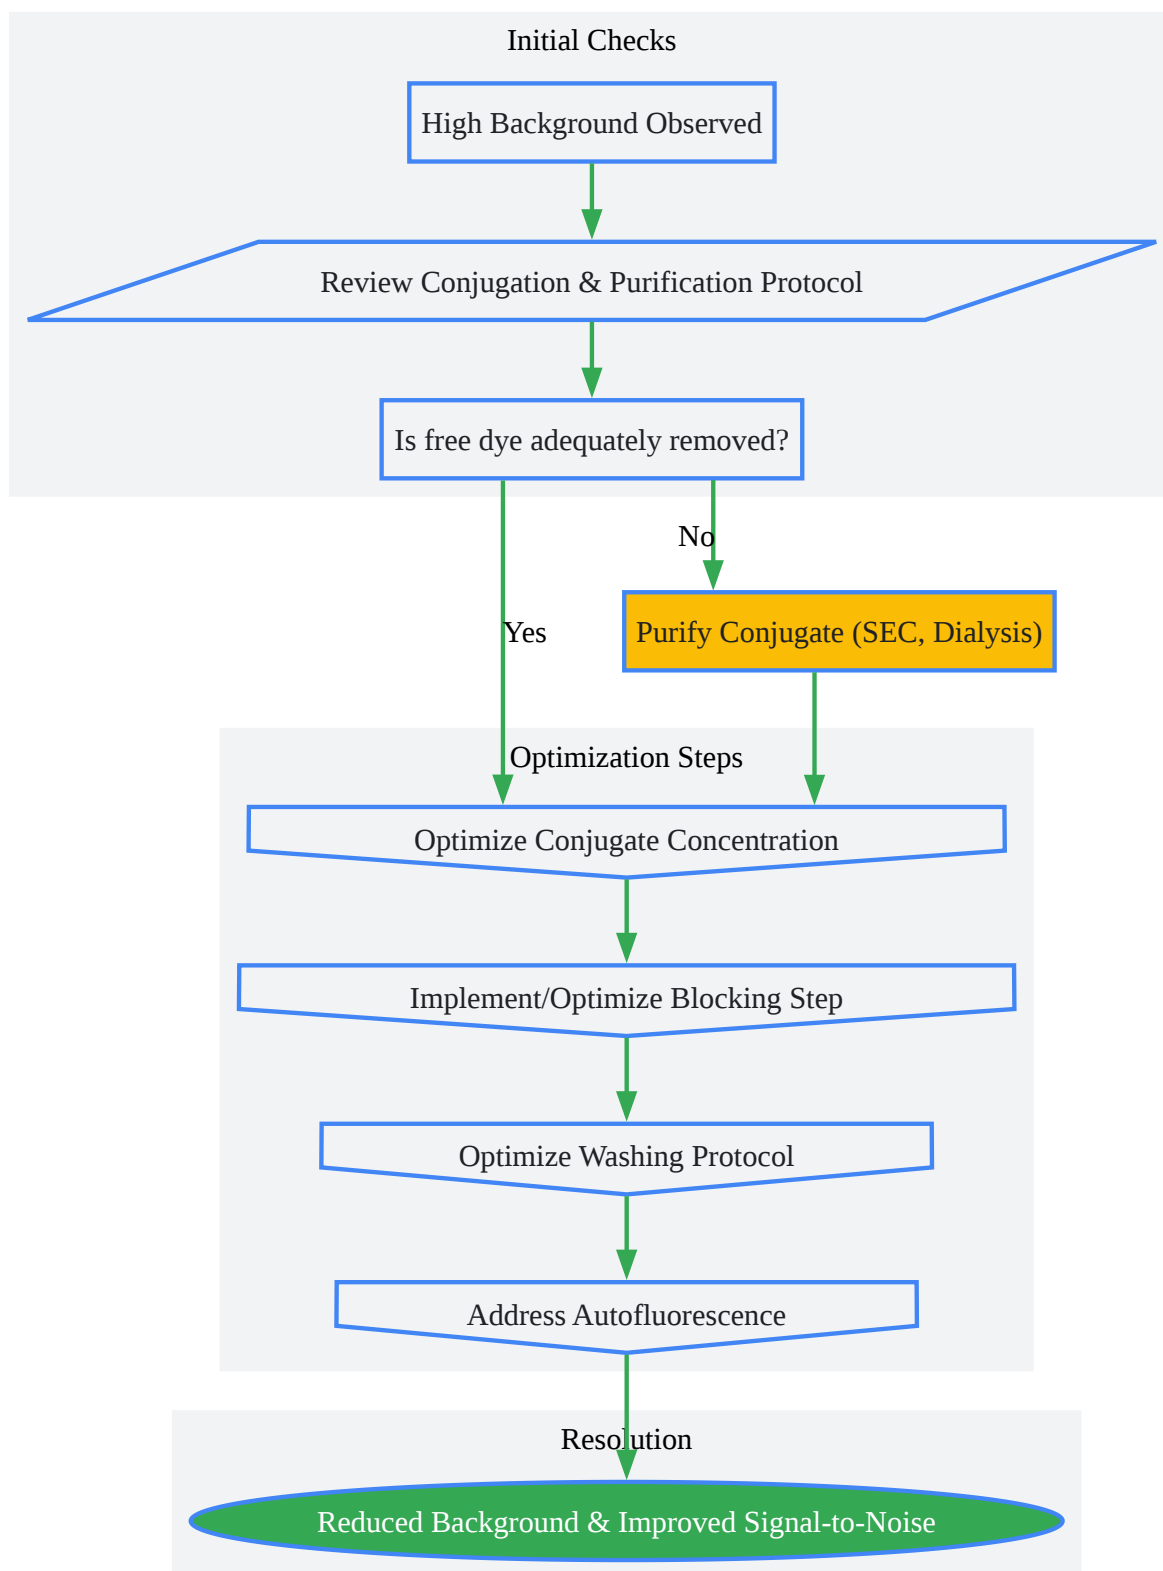 Initial Checks
High Background Observed
Review Conjugation & Purification Protocol
Is free dye adequately removed?
No
Yes
Purify Conjugate (SEC, Dialysis)
Optimization Steps
Optimize Conjugate Concentration
Implement/Optimize Blocking Step
Optimize Washing Protocol
Address Autofluorescence
Resolution
Reduced Background & Improved Signal-to-Noise